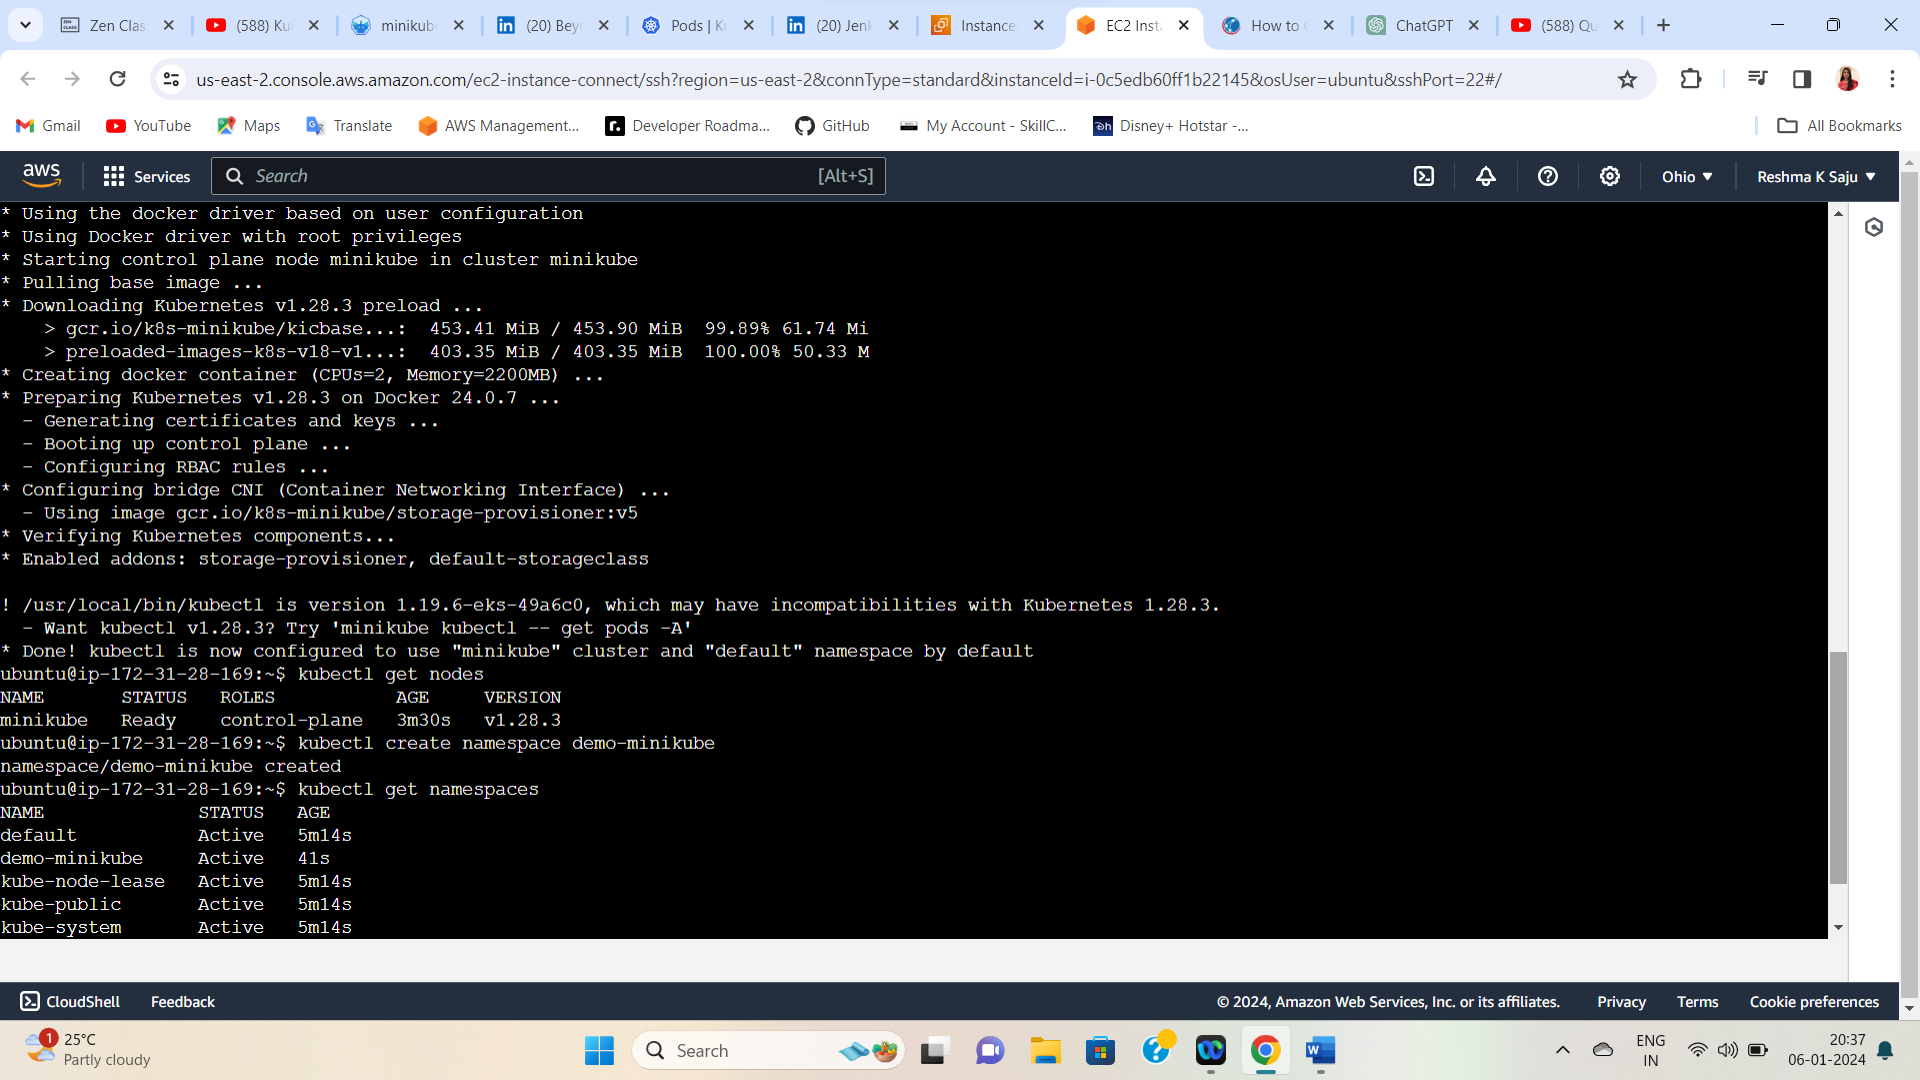 Zen Clas
(588) Ku
minikub
(20) Bey
Pods | Ku
(20) Jenk
Instance
EC2 Insta
How to
ChatGPT
(588) Qu
us-east-2.console.aws.amazon.com/ec2-instance-connect/ssh?region=us-east-2&connType=standard&instanceId=i-0c5edb60ff1b22145&osUser=ubuntu&sshPort=22#/
Gmail YouTube Maps Translate AWS Management... Developer Roadma... GitHub My Account - SkillC... Disney+ Hotstar -... All Bookmarks
aws Services Search [Alt+S] Ohio ▼ Reshma K Saju ▼
* Using the docker driver based on user configuration
* Using Docker driver with root privileges
* Starting control plane node minikube in cluster minikube
* Pulling base image ...
* Downloading Kubernetes v1.28.3 preload ...
    > gcr.io/k8s-minikube/kicbase...:  453.41 MiB / 453.90 MiB  99.89% 61.74 Mi
    > preloaded-images-k8s-v18-v1...:  403.35 MiB / 403.35 MiB  100.00% 50.33 M
* Creating docker container (CPUs=2, Memory=2200MB) ...
* Preparing Kubernetes v1.28.3 on Docker 24.0.7 ...
  - Generating certificates and keys ...
  - Booting up control plane ...
  - Configuring RBAC rules ...
* Configuring bridge CNI (Container Networking Interface) ...
  - Using image gcr.io/k8s-minikube/storage-provisioner:v5
* Verifying Kubernetes components...
* Enabled addons: storage-provisioner, default-storageclass
! /usr/local/bin/kubectl is version 1.19.6-eks-49a6c0, which may have incompatibilities with Kubernetes 1.28.3.
  - Want kubectl v1.28.3? Try 'minikube kubectl -- get pods -A'
* Done! kubectl is now configured to use "minikube" cluster and "default" namespace by default
ubuntu@ip-172-31-28-169:~$ kubectl get nodes
NAME       STATUS   ROLES           AGE     VERSION
minikube   Ready    control-plane   3m30s   v1.28.3
ubuntu@ip-172-31-28-169:~$ kubectl create namespace demo-minikube
namespace/demo-minikube created
ubuntu@ip-172-31-28-169:~$ kubectl get namespaces
NAME              STATUS   AGE
default           Active   5m14s
demo-minikube     Active   41s
kube-node-lease   Active   5m14s
kube-public       Active   5m14s
kube-system       Active   5m14s
CloudShell Feedback © 2024, Amazon Web Services, Inc. or its affiliates. Privacy Terms Cookie preferences
1 25°C
Partly cloudy
Search
W
ENG
IN
20:37
06-01-2024